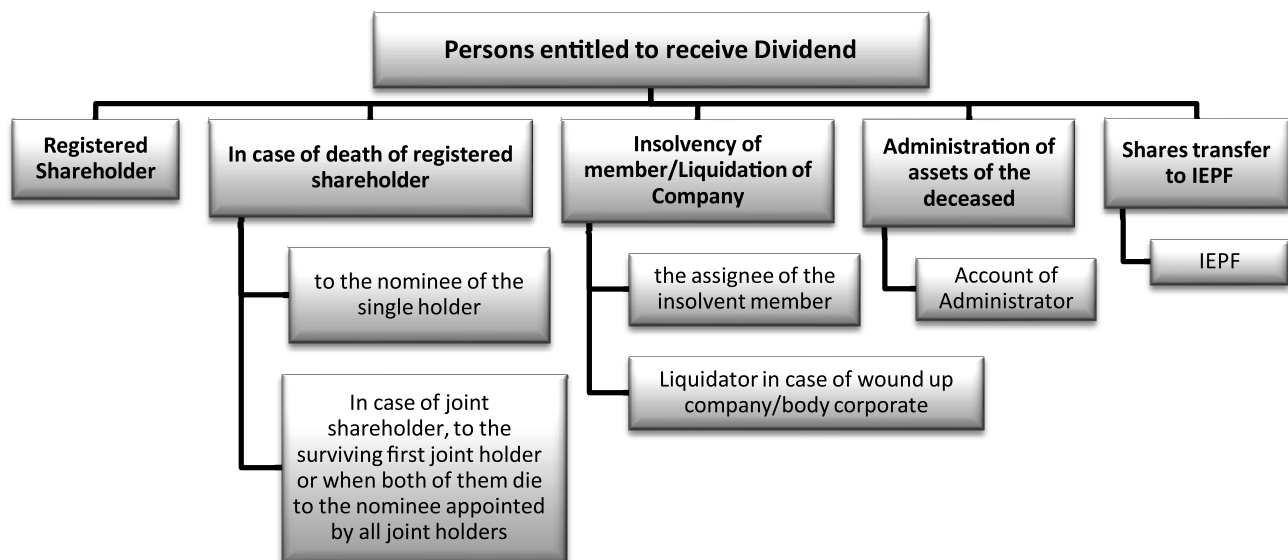 Persons entitled to receive Dividend
Registered
Shareholder
In case of death of registered
shareholder
to the nominee of the
single holder
In case of joint
shareholder, to the
surviving first joint holder
or when both of them die
to the nominee appointed
by all joint holders
Insolvency of
member/Liquidation of
Company
the assignee of the
insolvent member
Liquidator in case of wound up
company/body corporate
Administration of
assets of the
deceased
Account of
Administrator
Shares transfer
to IEPF
IEPF